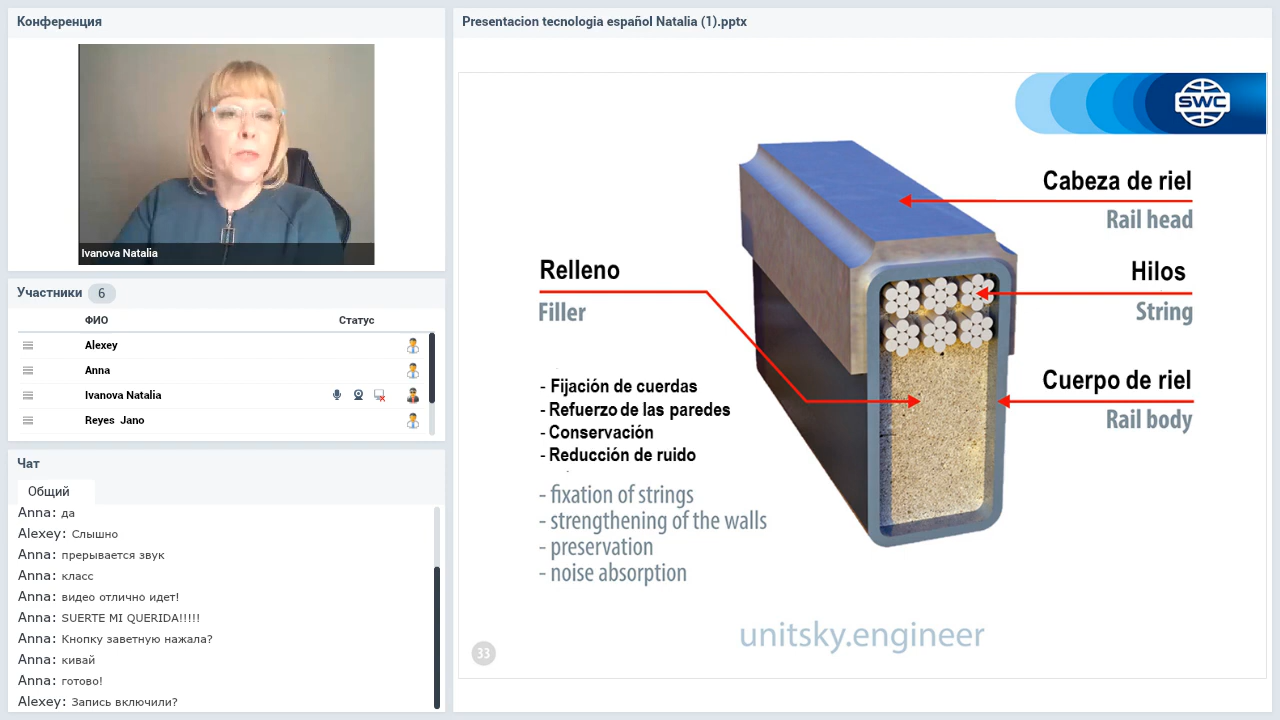 Конференция
Ivanova Natalia
Участники 6
ФИО Статус
Alexey
Anna
Ivanova Natalia
Reyes Jano
Чат
Общий
Anna: да
Alexey: Слышно
Anna: прерывается звук
Anna: класс
Anna: видео отлично идет!
Anna: SUERTE MI QUERIDA!!!!!
Anna: Кнопку заветную нажала?
Anna: кивай
Anna: готово!
Alexey: Запись включили?
Presentacion tecnologia español Natalia (1).pptx
SWC
Cabeza de riel
Rail head
Relleno
Filler
Hilos
String
Cuerpo de riel
Rail body
- Fijación de cuerdas
- Refuerzo de las paredes
- Conservación
- Reducción de ruido
- fixation of strings
- strengthening of the walls
- preservation
- noise absorption
unitsky.engineer
33